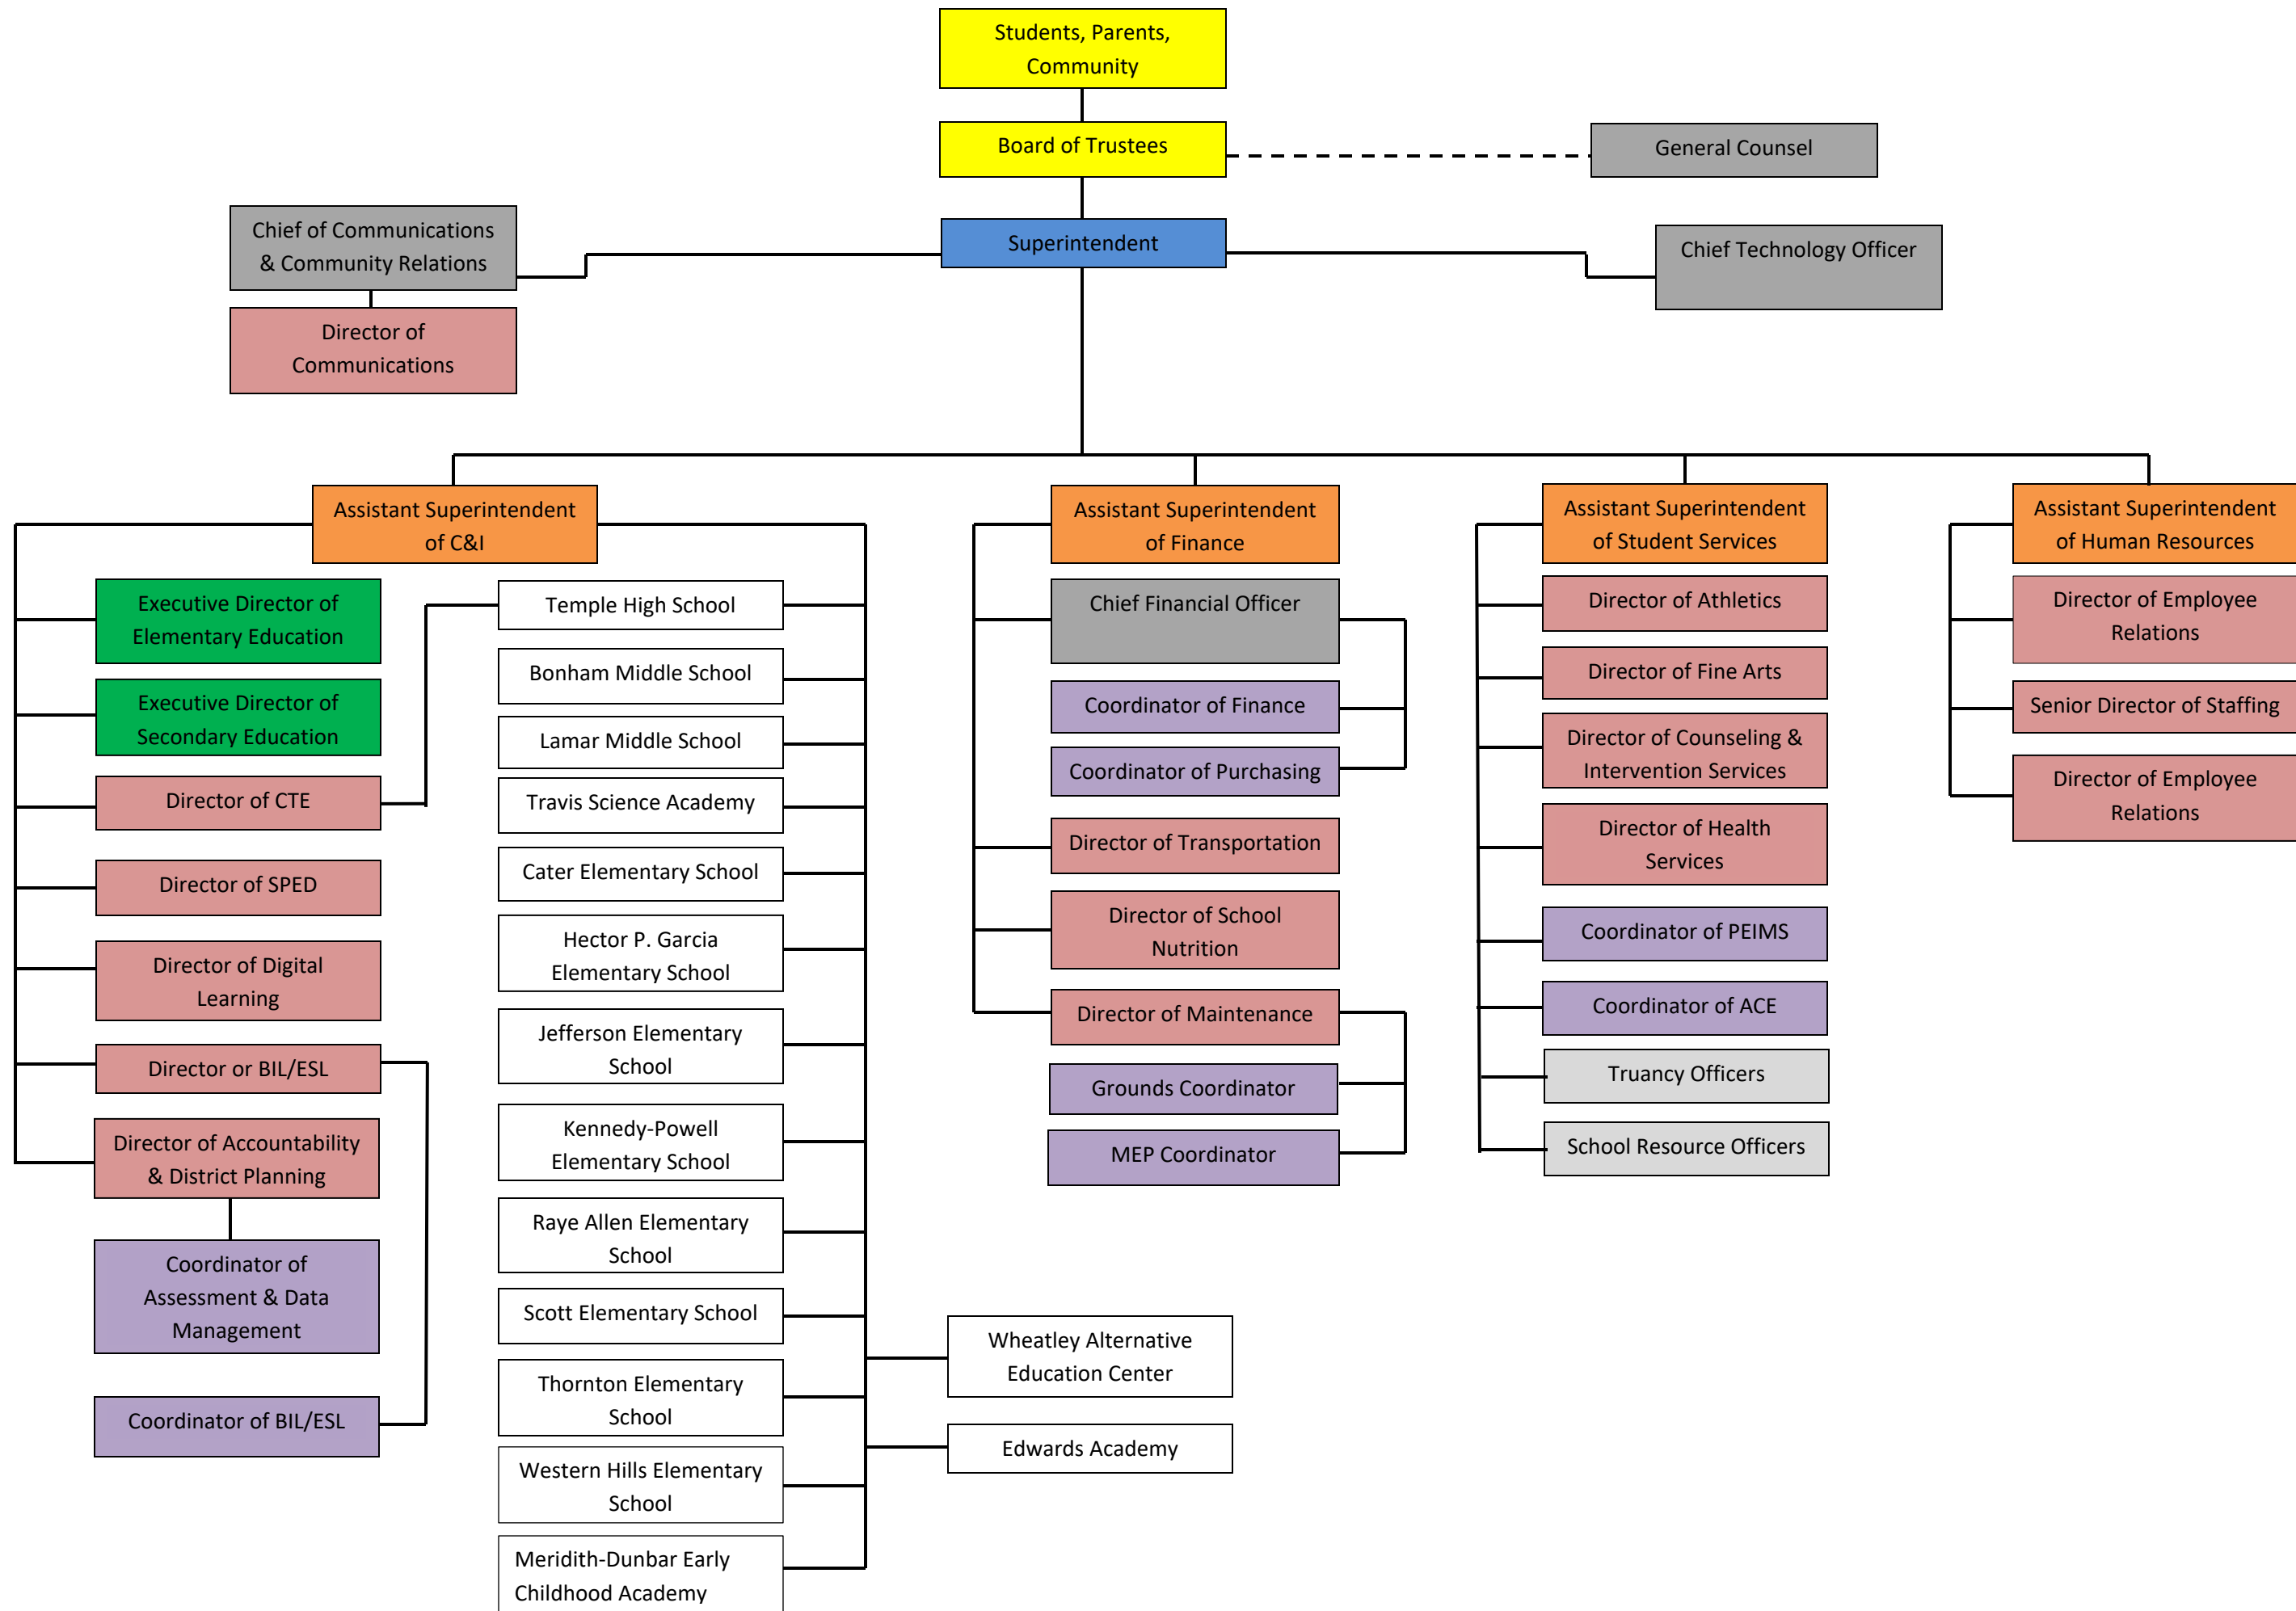 Students, Parents,
Community
Board of Trustees
General Counsel
Chief of Communications
& Community Relations
Superintendent
Chief Technology Officer
Director of
Communications
Assistant Superintendent
of C&I
Assistant Superintendent
of Finance
Assistant Superintendent
of Student Services
Assistant Superintendent
of Human Resources
Executive Director of
Elementary Education
Executive Director of
Secondary Education
Director of CTE
Director of SPED
Director of Digital
Learning
Director or BIL/ESL
Director of Accountability
& District Planning
Coordinator of
Assessment & Data
Management
Coordinator of BIL/ESL
Temple High School
Bonham Middle School
Lamar Middle School
Travis Science Academy
Cater Elementary School
Hector P. Garcia
Elementary School
Jefferson Elementary
School
Kennedy-Powell
Elementary School
Raye Allen Elementary
School
Scott Elementary School
Thornton Elementary
School
Western Hills Elementary
School
Meridith-Dunbar Early
Childhood Academy
Wheatley Alternative
Education Center
Edwards Academy
Chief Financial Officer
Coordinator of Finance
Coordinator of Purchasing
Director of Transportation
Director of School
Nutrition
Director of Maintenance
Grounds Coordinator
MEP Coordinator
Director of Athletics
Director of Fine Arts
Director of Counseling &
Intervention Services
Director of Health
Services
Coordinator of PEIMS
Coordinator of ACE
Truancy Officers
School Resource Officers
Director of Employee
Relations
Senior Director of Staffing
Director of Employee
Relations